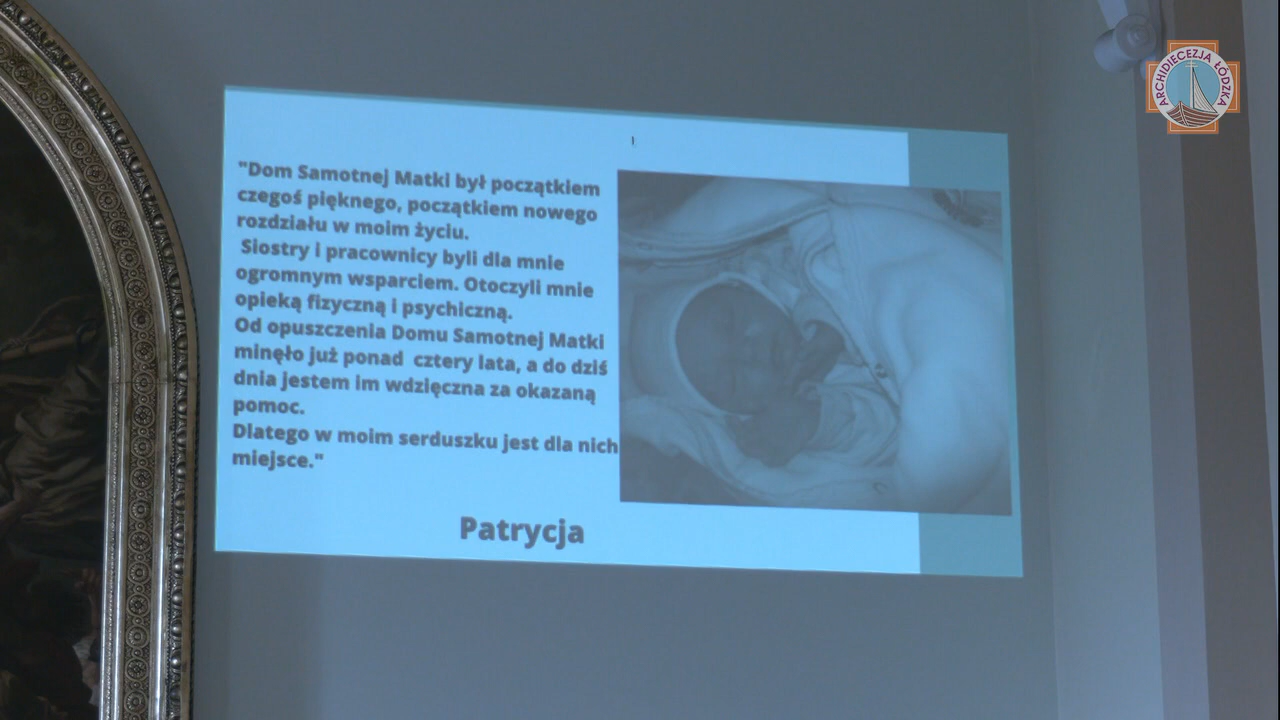 "Dom Samotnej Matki był początkiem
czegoś pięknego, początkiem nowego
rozdziału w moim życiu.
Siostry i pracownicy byli dla mnie
ogromnym wsparciem. Otoczyli mnie
opieką fizyczną i psychiczną.
Od opuszczenia Domu Samotnej Matki
minęło już ponad cztery lata, a do dziś
dnia jestem im wdzięczna za okazaną
pomoc.
Dlatego w moim serduszku jest dla nich
miejsce."
Patrycja
ARCHIDIECEZJA ŁÓDZKA